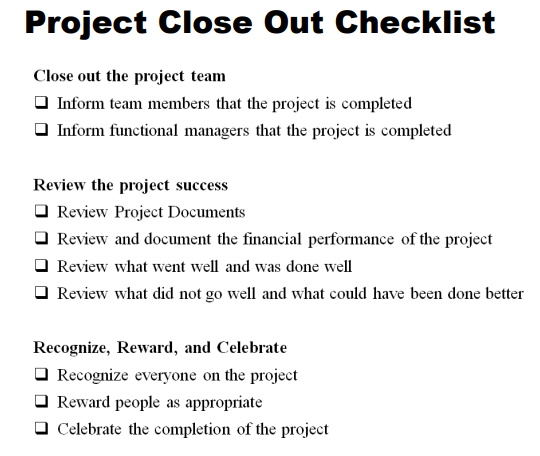 Project Close Out Checklist
Close out the project team
❑ Inform team members that the project is completed
❑ Inform functional managers that the project is completed
Review the project success
❑ Review Project Documents
❑ Review and document the financial performance of the project
❑ Review what went well and was done well
❑ Review what did not go well and what could have been done better
Recognize, Reward, and Celebrate
❑ Recognize everyone on the project
❑ Reward people as appropriate
❑ Celebrate the completion of the project